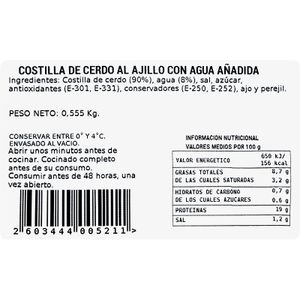 COSTILLA DE CERDO AL AJILLO CON AGUA AÑADIDA
Ingredientes: Costilla de cerdo (90%), agua (8%), sal, azúcar,
antioxidantes (E-301, E-331), conservadores (E-250, E-252), ajo y perejil.
PESO NETO: 0,555 Kg.
CONSERVAR ENTRE 0° Y 4°C.
ENVASADO AL VACIO.
Abrir unos minutos antes de
cocinar. Cocinado completo
antes de su consumo.
Consumir antes de 48 horas, una
vez abierto.
2 603444 005211
INFORMACION NUTRICIONAL
VALORES MEDIOS POR 100 g
VALOR ENERGETICO 650 kJ/
156 kcal
GRASAS TOTALES 8,7 g
DE LAS CUALES SATURADAS 3,2 g
HIDRATOS DE CARBONO 0,7 g
DE LOS CUALES AZUCARES 0,6 g
PROTEINAS 19 g
SAL 1,2 g